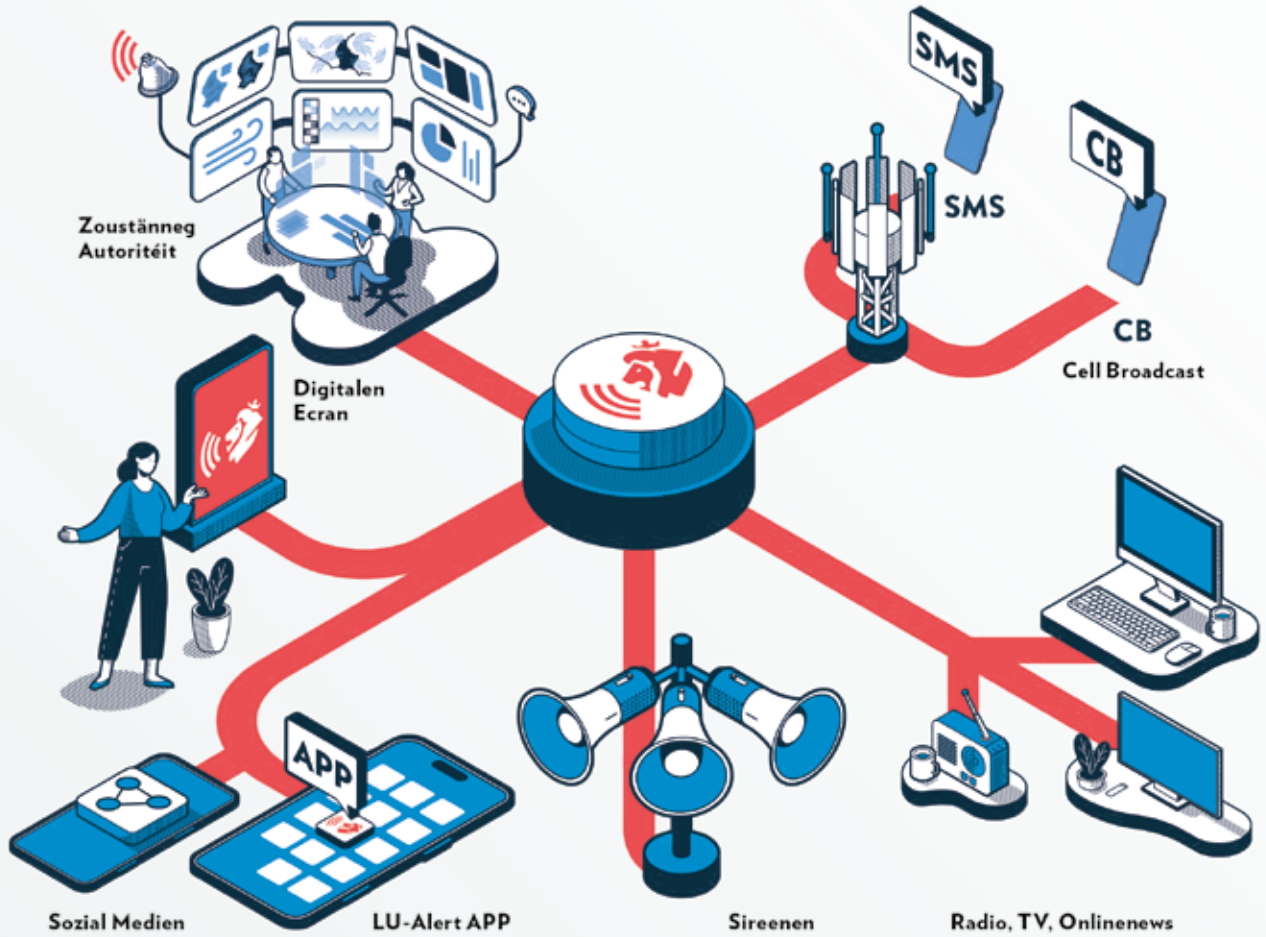 SMS
CB
Zoustänneg
Autoritéit
SMS
CB
Cell Broadcast
Digitalen
Ecran
APP
Sozial Medien
LU-Alert APP
Sireenen
Radio, TV, Onlinenews